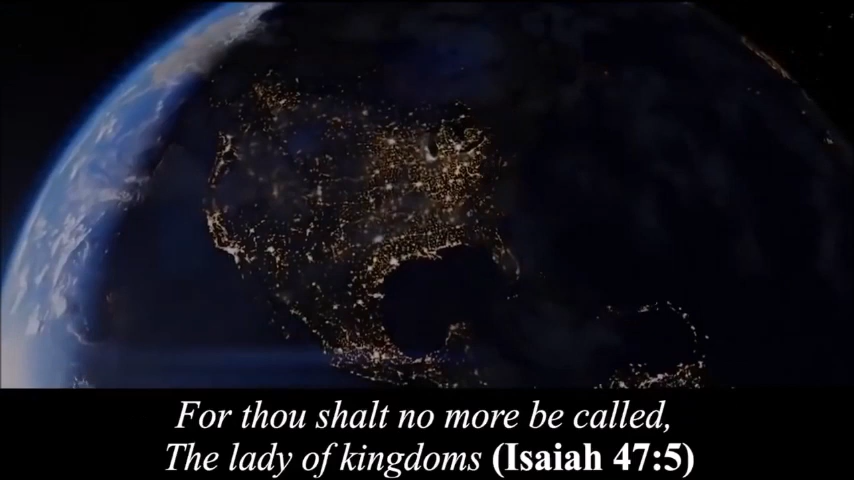 For thou shalt no more be called,
The lady of kingdoms (Isaiah 47:5)